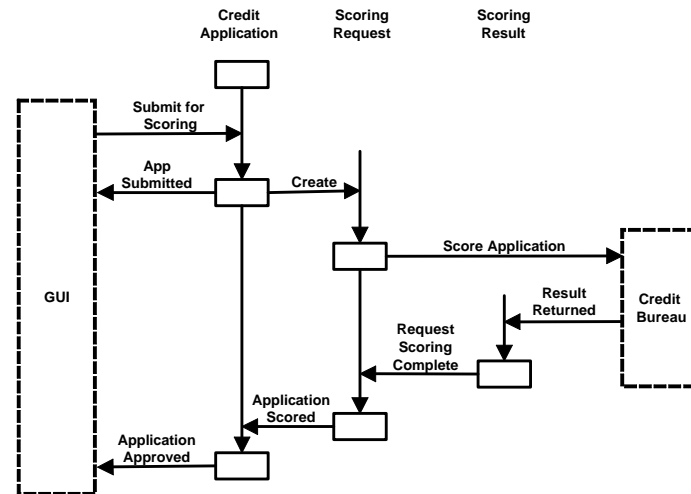 Credit
Application
Scoring
Request
Scoring
Result
Submit for
Scoring
App
Submitted
Create
Score Application
GUI
Result
Returned
Credit
Bureau
Request
Scoring
Complete
Application
Scored
Application
Approved